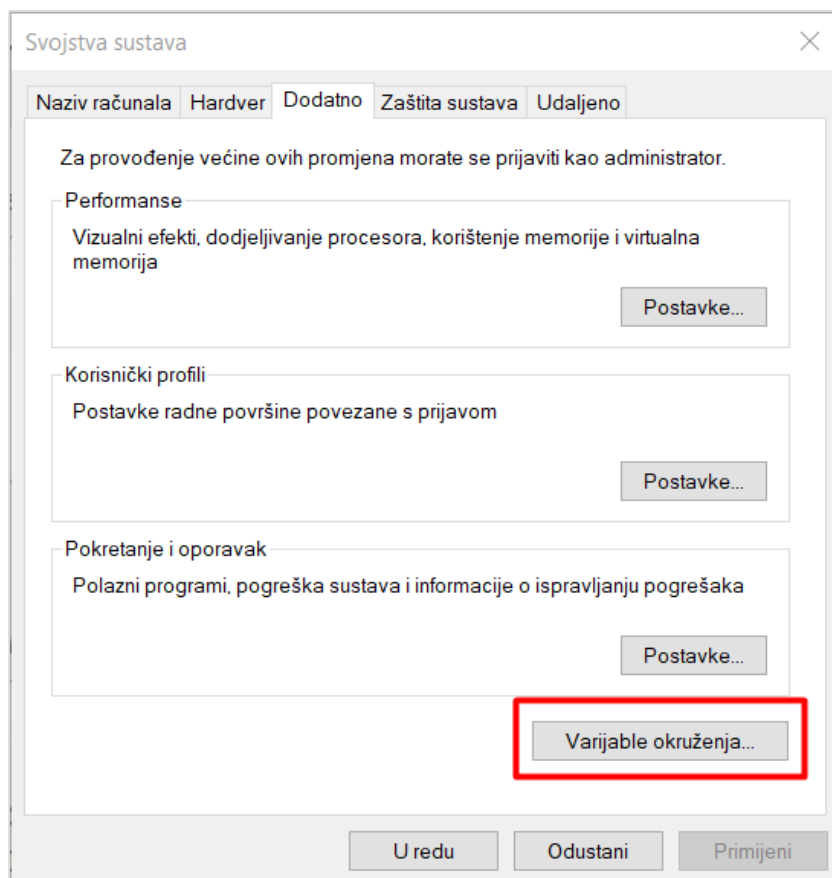 Svojstva sustava
Naziv računala Hardver Dodatno Zaštita sustava Udaljeno
Za provođenje većine ovih promjena morate se prijaviti kao administrator.
Performanse
Vizualni efekti, dodjeljivanje procesora, korištenje memorije i virtualna
memorija
Postavke...
Korisnički profili
Postavke radne površine povezane s prijavom
Postavke...
Pokretanje i oporavak
Polazni programi, pogreška sustava i informacije o ispravljanju pogrešaka
Postavke...
Varijable okruženja...
U redu Odustani Primijeni